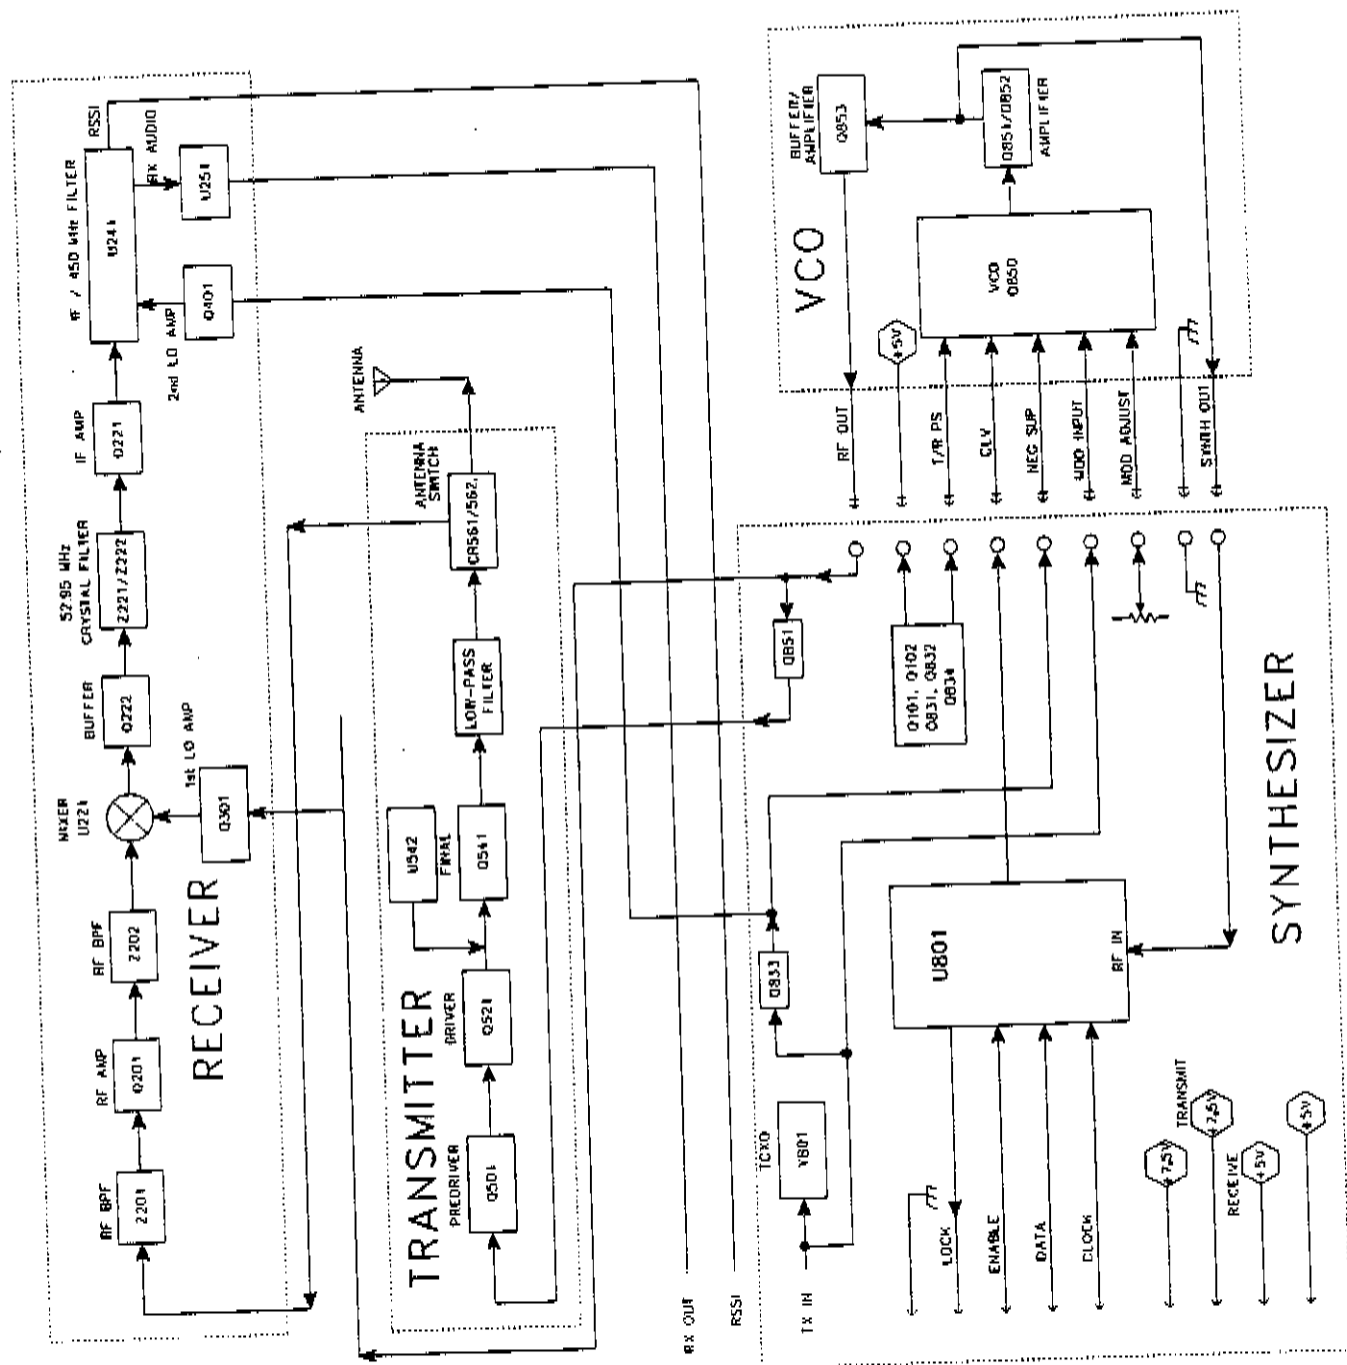 RECEIVER
RF BPF
Z201
RF AMP
Q201
RF BPF
Z202
MIXER
U221
1st LO AMP
Q301
BUFFER
Q222
52.95 MHz
CRYSTAL FILTER
Z221/Z222
IF AMP
Q221
2nd LO AMP
Q401
IF / 450 MHz FILTER
U241
RSSI
RX AUDIO
U251
TRANSMITTER
PREDRIVER
Q501
DRIVER
Q521
U542
FINAL
Q541
LOW-PASS
FILTER
ANTENNA
SWITCH
CR561/562,
ANTENNA
RX OUT
RSSI
TX IN
SYNTHESIZER
TCXO
Y801
Q833
Q851
Q101, Q102
Q831, Q832
Q834
U801
RF IN
LOCK
ENABLE
DATA
CLOCK
+7.5V
TRANSMIT
+7.5V
RECEIVE
+5V
+5V
VCO
RF OUT
+5V
T/R PS
CLV
NEG SUP
MOD INPUT
MOD ADJUST
SYNTH OUT
VCO
Q850
BUFFER/
AMPLIFIER
Q853
Q851/Q852
AMPLIFIER